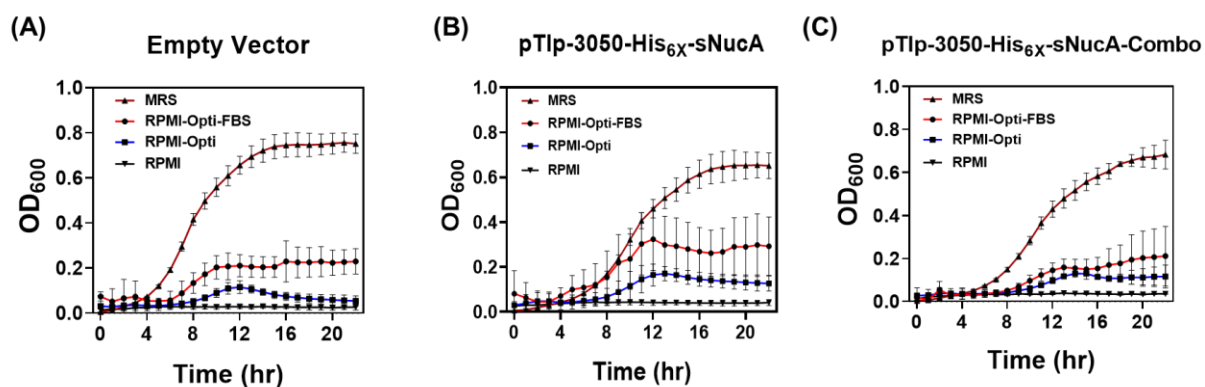 (A)
Empty Vector
1.0
0.8
0.6
0.4
0.2
0.0
OD600
MRS
RPMI-Opti-FBS
RPMI-Opti
RPMI
0 4 8 12 16 20
Time (hr)
(B)
pTlp-3050-His6X-sNucA
1.0
0.8
0.6
0.4
0.2
0.0
OD600
MRS
RPMI-Opti-FBS
RPMI-Opti
RPMI
0 4 8 12 16 20
Time (hr)
(C)
pTlp-3050-His6X-sNucA-Combo
1.0
0.8
0.6
0.4
0.2
0.0
OD600
MRS
RPMI-Opti-FBS
RPMI-Opti
RPMI
0 4 8 12 16 20
Time (hr)